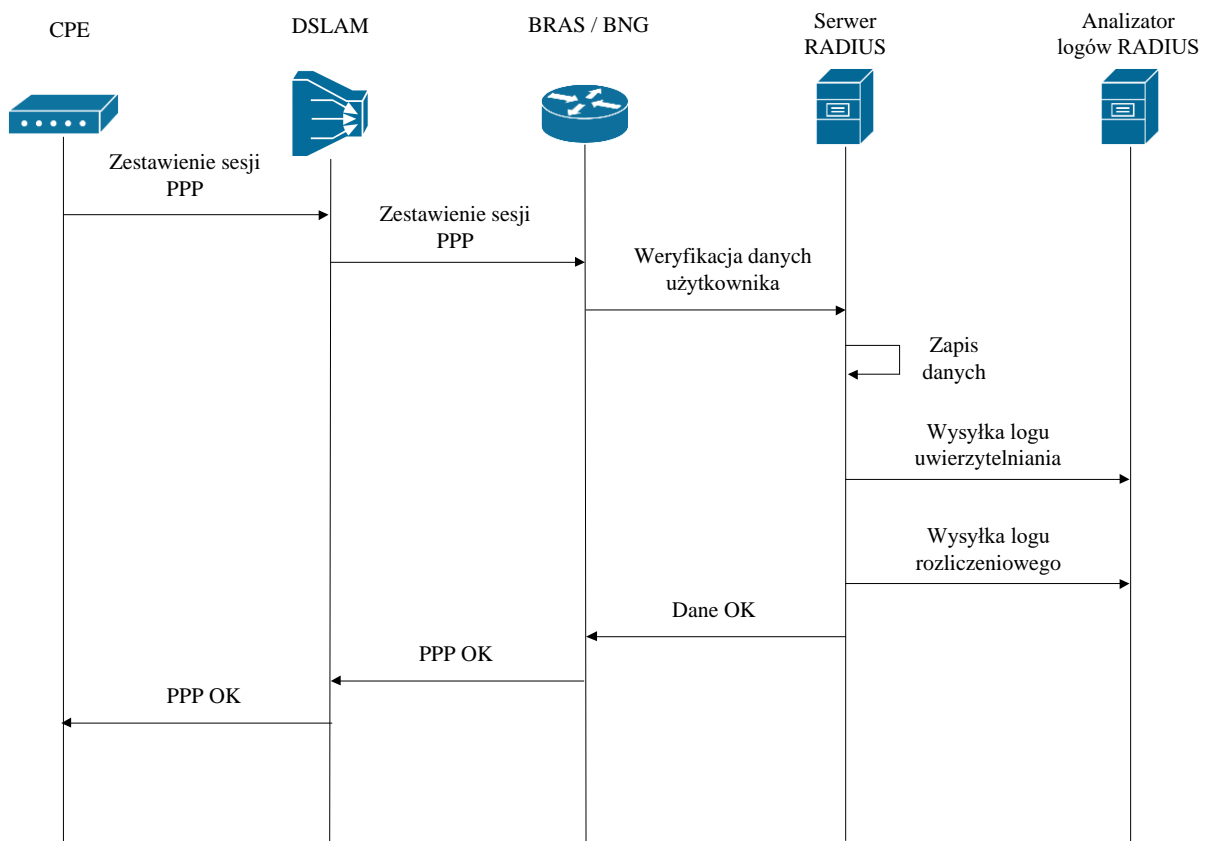 CPE
DSLAM
BRAS / BNG
Serwer
RADIUS
Analizator
logów RADIUS
Zestawienie sesji
PPP
Zestawienie sesji
PPP
Weryfikacja danych
użytkownika
Zapis
danych
Wysyłka logu
uwierzytelniania
Wysyłka logu
rozliczeniowego
Dane OK
PPP OK
PPP OK